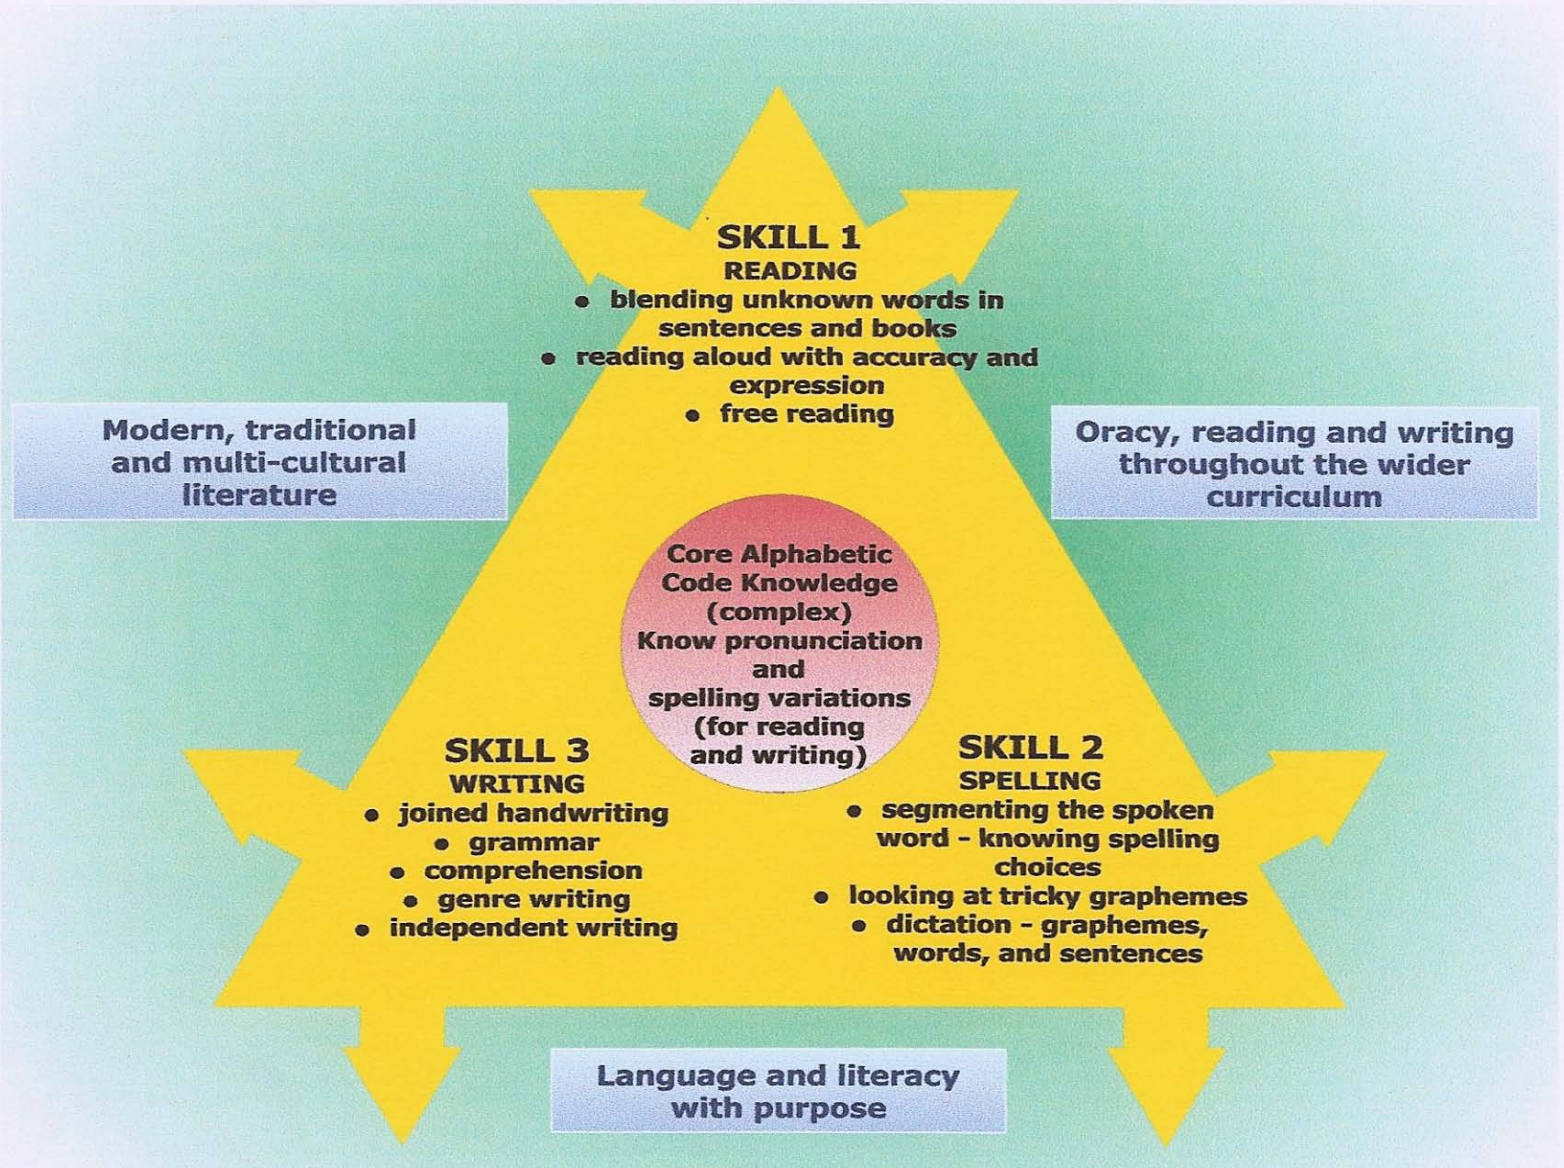 SKILL 1
READING
• blending unknown words in
sentences and books
• reading aloud with accuracy and
expression
• free reading
Modern, traditional
and multi-cultural
literature
Oracy, reading and writing
throughout the wider
curriculum
Core Alphabetic
Code Knowledge
(complex)
Know pronunciation
and
spelling variations
(for reading
and writing)
SKILL 3
WRITING
• joined handwriting
• grammar
• comprehension
• genre writing
• independent writing
SKILL 2
SPELLING
• segmenting the spoken
word - knowing spelling
choices
• looking at tricky graphemes
• dictation - graphemes,
words, and sentences
Language and literacy
with purpose